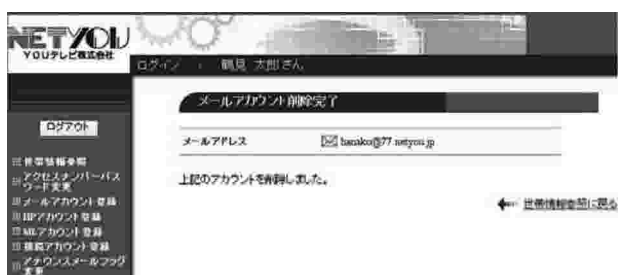 NETYOU
YOUテレビ株式会社
ログイン : 鶴見 太郎さん
メールアカウント削除完了
ログアウト
メールアドレス hanako@77.netyou.jp
上記のアカウントを削除しました。
世帯情報参照に戻る
世帯情報参照
アクセスナンバーパス
ワード変更
メールアカウント登録
HPアカウント登録
MLアカウント登録
接続アカウント登録
アナウンスメールフラグ
変更